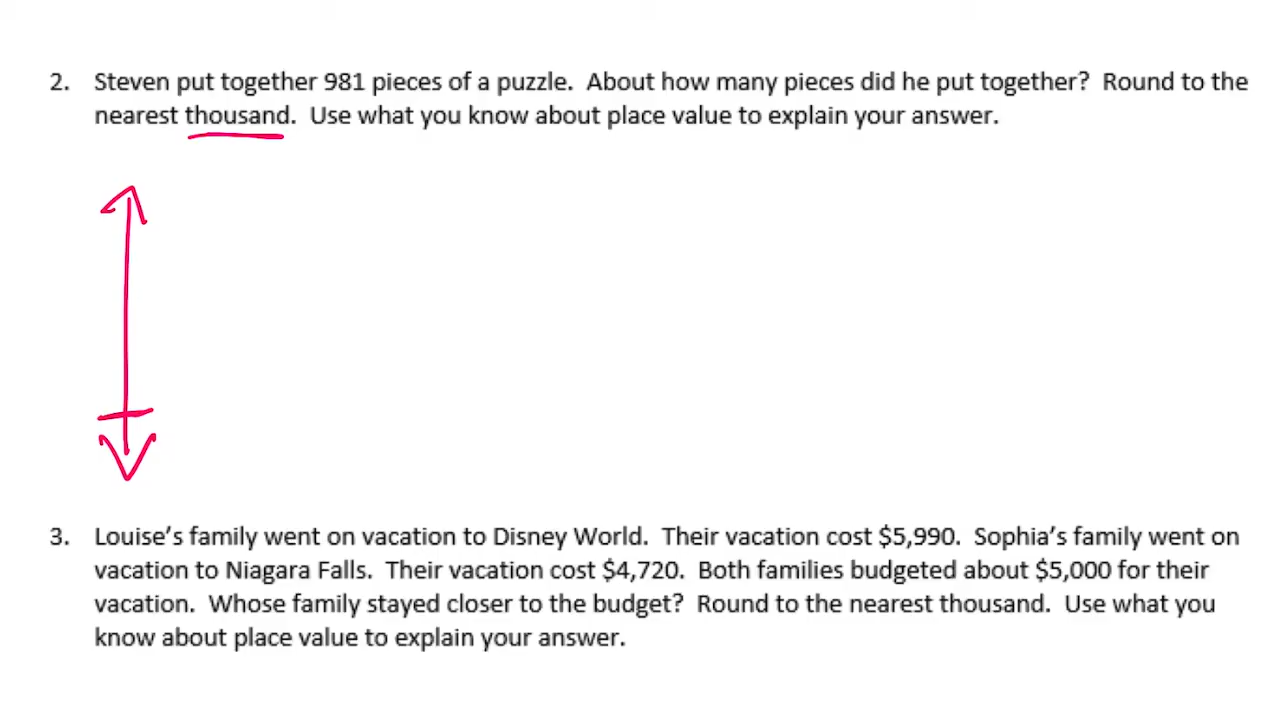 2. Steven put together 981 pieces of a puzzle. About how many pieces did he put together? Round to the
nearest thousand. Use what you know about place value to explain your answer.
3. Louise’s family went on vacation to Disney World. Their vacation cost $5,990. Sophia’s family went on
vacation to Niagara Falls. Their vacation cost $4,720. Both families budgeted about $5,000 for their
vacation. Whose family stayed closer to the budget? Round to the nearest thousand. Use what you
know about place value to explain your answer.